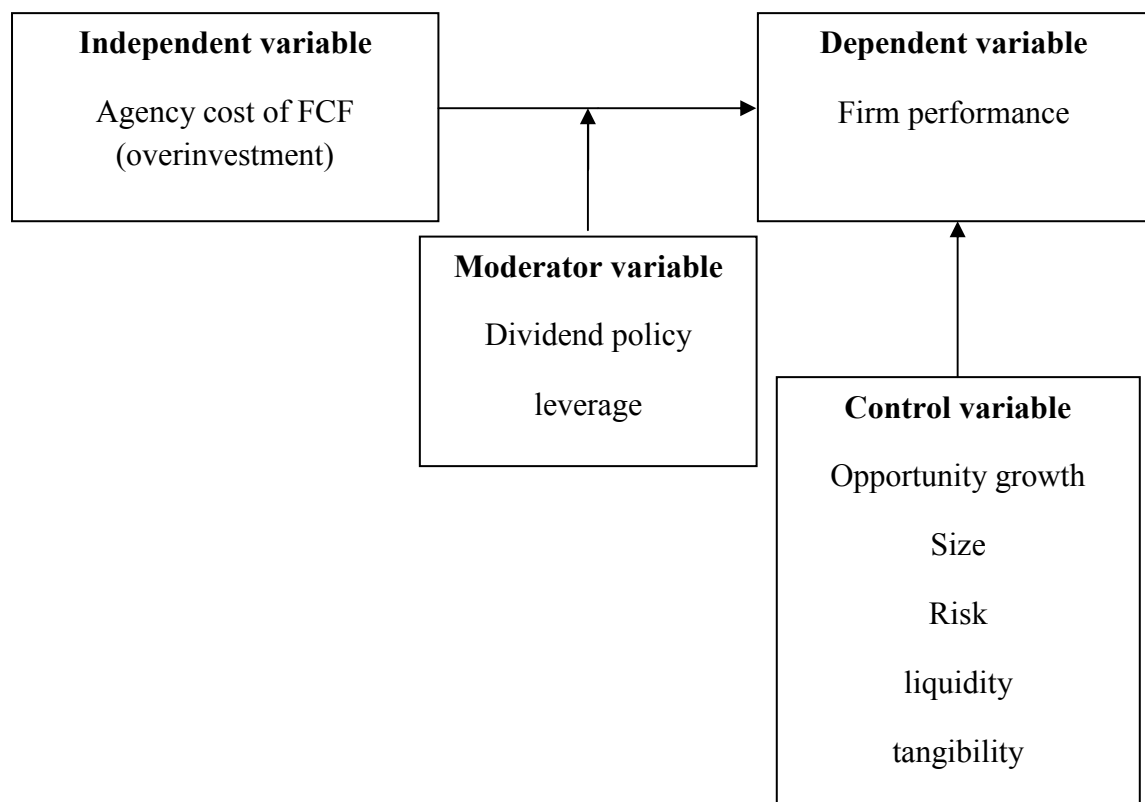 Independent variable
Agency cost of FCF
(overinvestment)
Dependent variable
Firm performance
Moderator variable
Dividend policy
leverage
Control variable
Opportunity growth
Size
Risk
liquidity
tangibility